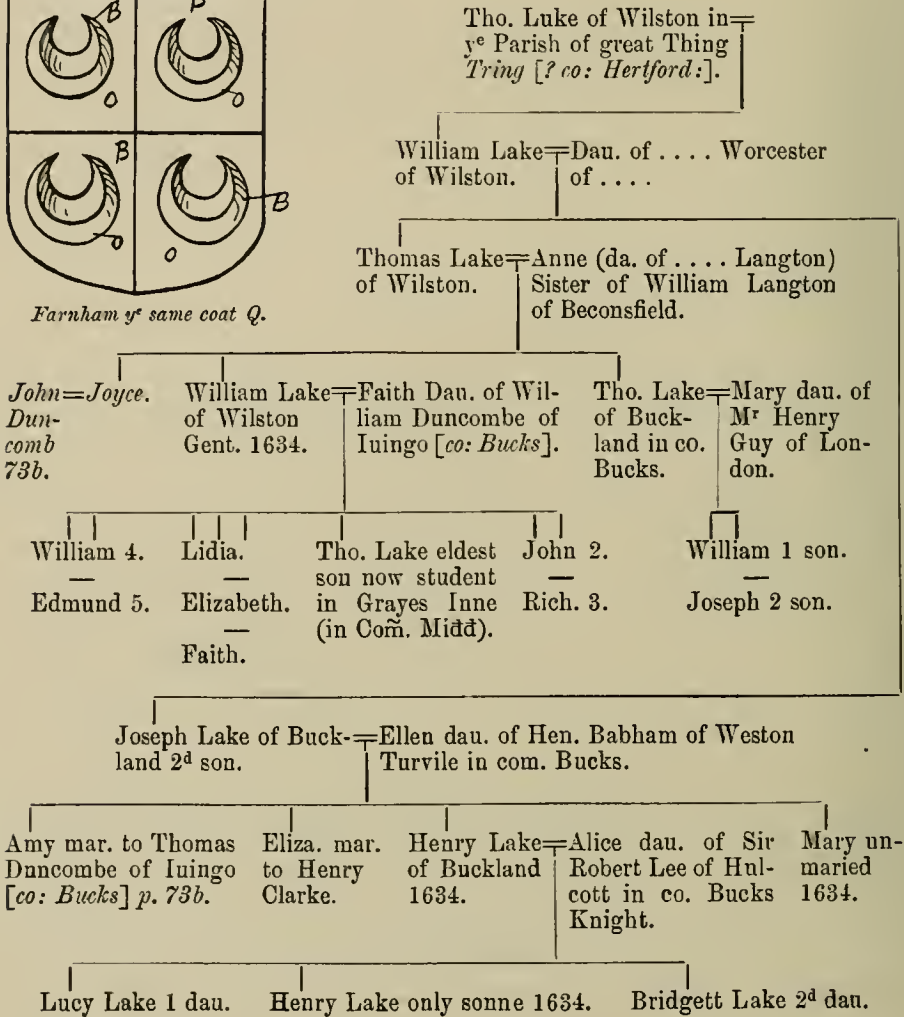 B
B
O
O
B
B
O
O
Farnham yᵉ same coat Q.
Tho. Luke of Wilston in
yᵉ Parish of great Thing
Tring [? co: Hertford:].
William Lake=Dau. of .... Worcester
of Wilston. of ....
Thomas Lake=Anne (da. of .... Langton)
of Wilston. Sister of William Langton
of Beconsfield.
John=Joyce.
Dun-
comb
73b.
William Lake=Faith Dau. of Wil-
of Wilston liam Duncombe of
Gent. 1634. Iuingo [co: Bucks].
Tho. Lake=Mary dau. of
of Buck- Mʳ Henry
land in co. Guy of Lon-
Bucks. don.
William 4.
—
Edmund 5.
Lidia.
—
Elizabeth.
—
Faith.
Tho. Lake eldest
son now student
in Grayes Inne
(in Com̃. Midd̃).
John 2.
—
Rich. 3.
William 1 son.
—
Joseph 2 son.
Joseph Lake of Buck-=Ellen dau. of Hen. Babham of Weston
land 2ᵈ son. Turvile in com. Bucks.
Amy mar. to Thomas
Dnncombe of Iuingo
[co: Bucks] p. 73b.
Eliza. mar.
to Henry
Clarke.
Henry Lake=Alice dau. of Sir
of Buckland Robert Lee of Hul-
1634. cott in co. Bucks
Knight.
Mary un-
maried
1634.
Lucy Lake 1 dau. Henry Lake only sonne 1634. Bridgett Lake 2ᵈ dau.